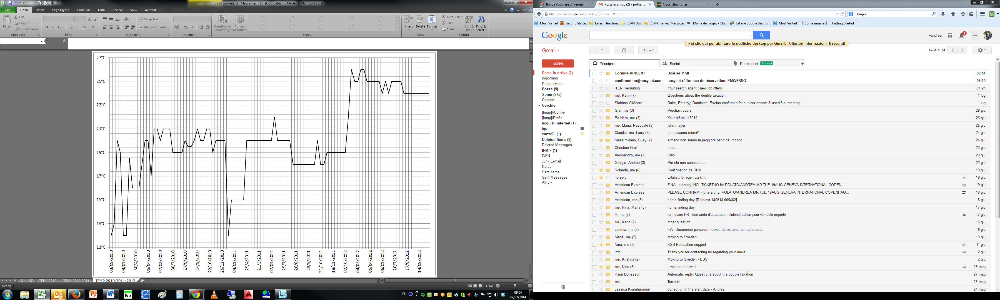 Copy of tournee_ED_Meyrin_sem_10 [Compatibility Mode] - Microsoft Excel
File Home Insert Page Layout Formulas Data Review View Acrobat
Paste
Cut
Copy
Format Painter
Clipboard
Font
Wrap Text
Merge & Center
Alignment
Number
Conditional Formatting
Format as Table
Styles
Insert
Delete
Format
Cells
AutoSum
Fill
Clear
Sort & Filter
Find & Select
Editing
27°C
25°C
23°C
21°C
19°C
17°C
15°C
13°C
11°C
03/09/2010
04/01/2010
30/4/2010
06/04/2010
07/02/2010
30/7/2010
27/8/2010
24/9/2010
22/10/2010
26/11/2010
04/01/2011
29/4/2011
21/5/2011
07/01/2011
29/7/2011
26/8/2011
23/9/2011
21/10/2011
18/11/2011
02/10/2012
04/05/2012
05/04/2012
06/01/2012
20/7/2012
17/8/2012
14/09/2012
Bat 197 TEMP 2012 TEMP 2010-2011 TEMP 2010-2011-2012
Ready
126%
EN
09:04
02/07/2014
Banca Popolare di Verona
Posta in arrivo (2) - polhar...
Nous téléphoner
https://mail.google.com/mail/u/0/?shva=1#inbox
farges
Most Visited Getting Started Latest Headlines CERN Utils CERN market: Messages Mairie de Farges - 015... Let me google that for... Most Visited Come iniziare Getting Started
Google
+andrea
1
Fai clic qui per abilitare le notifiche desktop per Gmail. Ulteriori informazioni Nascondi
Gmail
Altro
1–34 di 34
SCRIVI
Posta in arrivo (2)
Importanti
Posta inviata
Bozze (5)
Spam (275)
Cestino
Cerchie
[Imap]/Archive
[Imap]/Drafts
acquisti internet (1)
bpv
cartaSì! (1)
Deleted Items (2)
Deleted Messages
IFMIF (1)
INFN
Junk E-mail
Notes
Sent Items
Sent Messages
Altro
Principale
Social
Promozioni 1 nuova
Corinne.VINCENT Dossier MAIF 08:51
confirmation@easyJet.com easyJet référence de réservation: EMW6BNG 08:15
ITER Recruiting Your search agent : new job offers 01:21
me, Karin (7) Questions about the double taxation 1 lug
Siobhan O'Meara Duke, Entergy, Dominion, Exelon confirmed for nuclear decom & used fuel meeting 1 lug
Graf, me (3) Prochain cours 29 giu
Bo.Nero, me (3) Your ref.no 113019 26 giu
me, Maria, Pasquale (3) john mayer 25 giu
Claudia, me, Larry (7) compleanno momi!!! 24 giu
Massimiliano, Susy (2) almeno non siamo la peggiore band del mondo 24 giu
Christian Graf cours 23 giu
Alessandro, me (3) Ciao 23 giu
Giorgio, Andrea (3) Per chi non conoscesse 22 giu
Rolanda, me (6) Confirmation de RDV 19 giu
noreply E-biljett för egen utskrift 19 giu
American Express FINAL Itinerary INCL TICKETNO for POLATO/ANDREA MR TUE 19AUG GENEVA INTERNATIONAL COPEN... 19 giu
American Express PLEASE CONFIRM - Itinerary for POLATO/ANDREA MR TUE 19AUG GENEVA INTERNATIONAL COPENHAG... 18 giu
American, me (3) home finding day [Request:140618-005462] 18 giu
me, Nina, Maria (3) home finding day 17 giu
H, me (7) formulaire FR - demande d'attestation d'identification pour véhicule importé 17 giu
me, Karin (2) other question. 16 giu
camilla, me (3) FW: Documenti personali ricevuti da mittenti non autorizzati 16 giu
Maria, me (7) Moving to Sweden 13 giu
Nina, me (7) ESS Relocation support 11 giu
info Thank you for contacting us regarding your move 2 giu
me, Kristina (2) Moving to Sweden - ESS 2 giu
me, Nina (5) envelope received 28 mag
Karin Börjesson Automatic reply: Questions about the double taxation 27 mag
me Torrente 23 mag
Jessica Kvarnhammar correction in the start date - Andrea 21 mag